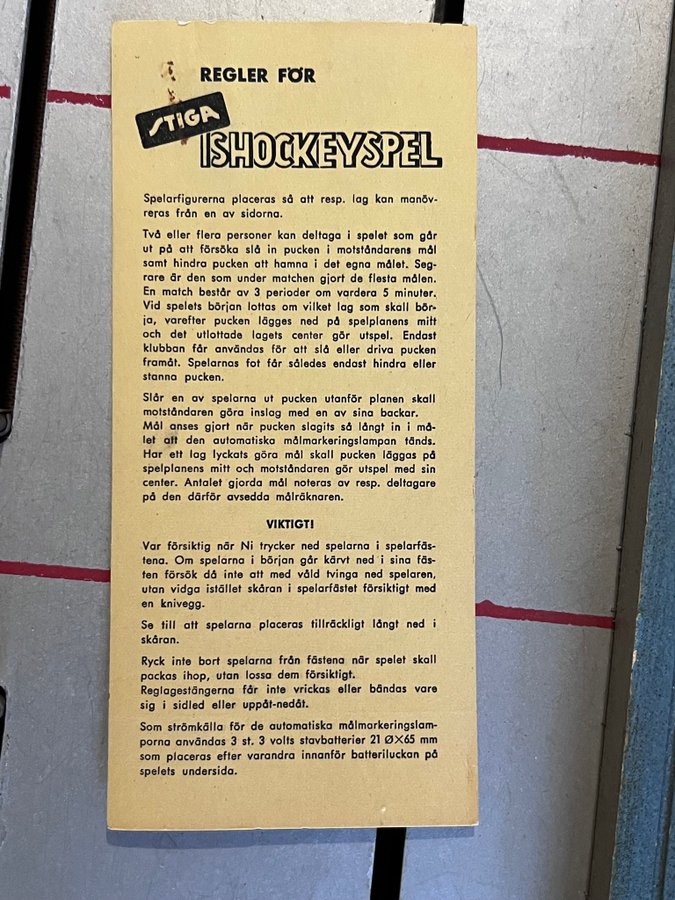 REGLER FÖR
STIGA
ISHOCKEYSPEL
Spelarfigurerna placeras så att resp. lag kan manöv-
reras från en av sidorna.
Två eller flera personer kan deltaga i spelet som går
ut på att försöka slå in pucken i motståndarens mål
samt hindra pucken att hamna i det egna målet. Seg-
rare är den som under matchen gjort de flesta målen.
En match består av 3 perioder om vardera 5 minuter.
Vid spelets början lottas om vilket lag som skall bör-
ja, varefter pucken lägges ned på spelplanens mitt
och det utlottade lagets center gör utspel. Endast
klubban får användas för att slå eller driva pucken
framåt. Spelarnas fot får således endast hindra eller
stanna pucken.
Slår en av spelarna ut pucken utanför planen skall
motståndaren göra inslag med en av sina backar.
Mål anses gjort när pucken slagits så långt in i må-
let att den automatiska målmarkeringslampan tänds.
Har ett lag lyckats göra mål skall pucken läggas på
spelplanens mitt och motståndaren gör utspel med sin
center. Antalet gjorda mål noteras av resp. deltagare
på den därför avsedda målräknaren.
VIKTIGT!
Var försiktig när Ni trycker ned spelarna i spelarfäs-
tena. Om spelarna i början går kärvt ned i sina fäs-
ten försök då inte att med våld tvinga ned spelaren,
utan vidga istället skåran i spelarfästet försiktigt med
en knivegg.
Se till att spelarna placeras tillräckligt långt ned i
skåran.
Ryck inte bort spelarna från fästena när spelet skall
packas ihop, utan lossa dem försiktigt.
Reglagestängerna får inte vrickas eller bändas vare
sig i sidled eller uppåt-nedåt.
Som strömkälla för de automatiska målmarkeringslam-
porna användas 3 st. 3 volts stavbatterier 21 Ø×65 mm
som placeras efter varandra innanför batteriluckan på
spelets undersida.